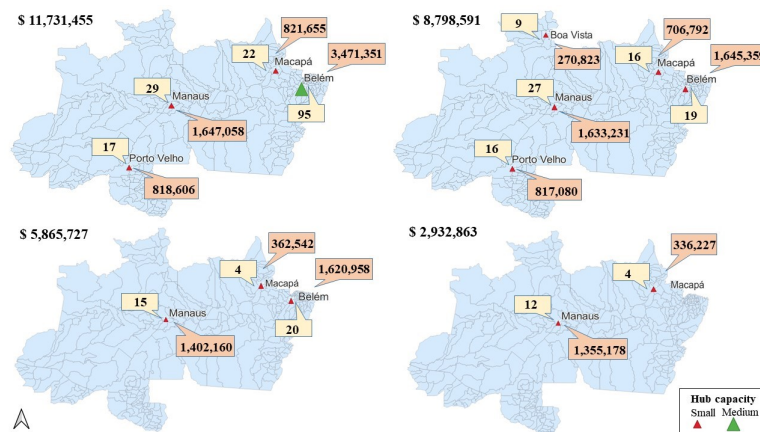 $ 11,731,455
821,655
22
3,471,351
Macapá
Belém
29
Manaus
95
1,647,058
17
Porto Velho
818,606
$ 8,798,591
9
Boa Vista
706,792
270,823
16
1,645,359
Macapá
Belém
27
Manaus
19
1,633,231
16
Porto Velho
817,080
$ 5,865,727
362,542
4
1,620,958
Macapá
Belém
15
Manaus
20
1,402,160
$ 2,932,863
336,227
4
Macapá
12
Manaus
1,355,178
Hub capacity
Small Medium